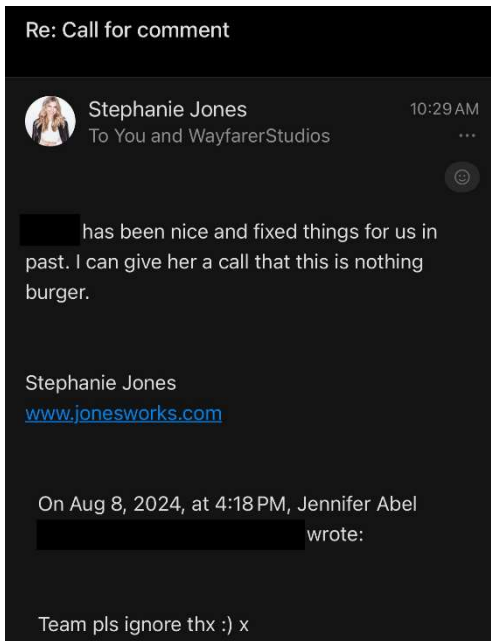 Re: Call for comment
Stephanie Jones
10:29 AM
To You and WayfarerStudios
has been nice and fixed things for us in
past. I can give her a call that this is nothing
burger.
Stephanie Jones
www.jonesworks.com
On Aug 8, 2024, at 4:18 PM, Jennifer Abel
wrote:
Team pls ignore thx :) x